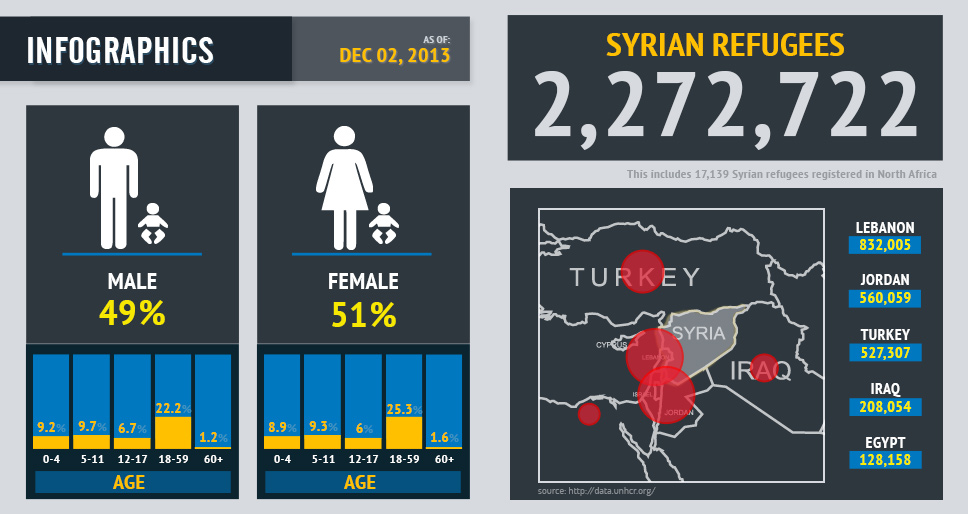 INFOGRAPHICS
AS OF:
DEC 02, 2013
SYRIAN REFUGEES
2,272,722
This includes 17,139 Syrian refugees registered in North Africa
MALE
49%
9.2%
9.7%
6.7%
22.2%
1.2%
0-4
5-11
12-17
18-59
60+
AGE
FEMALE
51%
8.9%
9.3%
6%
25.3%
1.6%
0-4
5-11
12-17
18-59
60+
AGE
TURKEY
SYRIA
CYPRUS
LEBANON
IRAQ
JORDAN
source: http://data.unhcr.org/
LEBANON
832,005
JORDAN
560,059
TURKEY
527,307
IRAQ
208,054
EGYPT
128,158